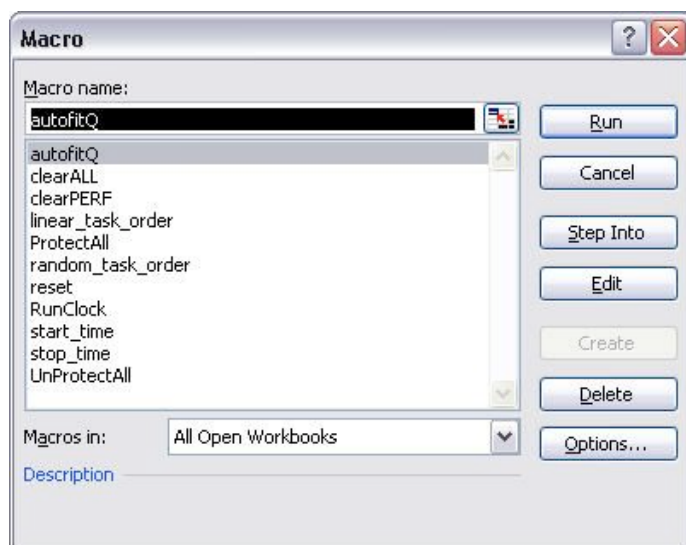 Macro
Macro name:
autofitQ
autofitQ
clearALL
clearPERF
linear_task_order
ProtectAll
random_task_order
reset
RunClock
start_time
stop_time
UnProtectAll
Macros in:
All Open Workbooks
Description
?
Run
Cancel
Step Into
Edit
Create
Delete
Options...